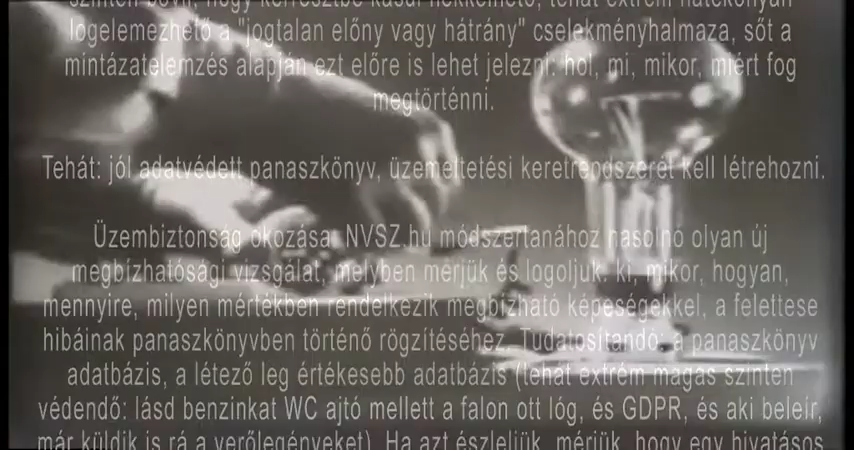 szinten bővíl, hogy keresztbe kasul hekkelhető, tehát extrém hatékonyan
logelemezhető a "jogtalan előny vagy hátrány" cselekményhalmaza, sőt a
mintázatelemzés alapján ezt előre is lehet jelezni: hol, mi, mikor, miért fog
megtörténni.
Tehát: jól adatvédett panaszkönyv, üzemeltetési keretrendszerét kell létrehozni.
Üzembiztonság okozása: NVSZ.hu módszertanához hasolnó olyan új
megbízhatósági vizsgálat, melyben mérjük és logoljuk: ki, mikor, hogyan,
mennyire, milyen mértékben rendelkezik megbízható képességekkel, a felettese
hibáinak panaszkönyvben történő rögzítéséhez. Tudatosítandó: a panaszkönyv
adatbázis, a létező leg értékesebb adatbázis (tehát extrém magas szinten
védendő: lásd benzinkat WC ajtó mellett a falon ott lóg, és GDPR, és aki beleír,
már küldik is rá a verőlegényeket). Ha azt észleljük, mérjük, hogy egy hivatásos